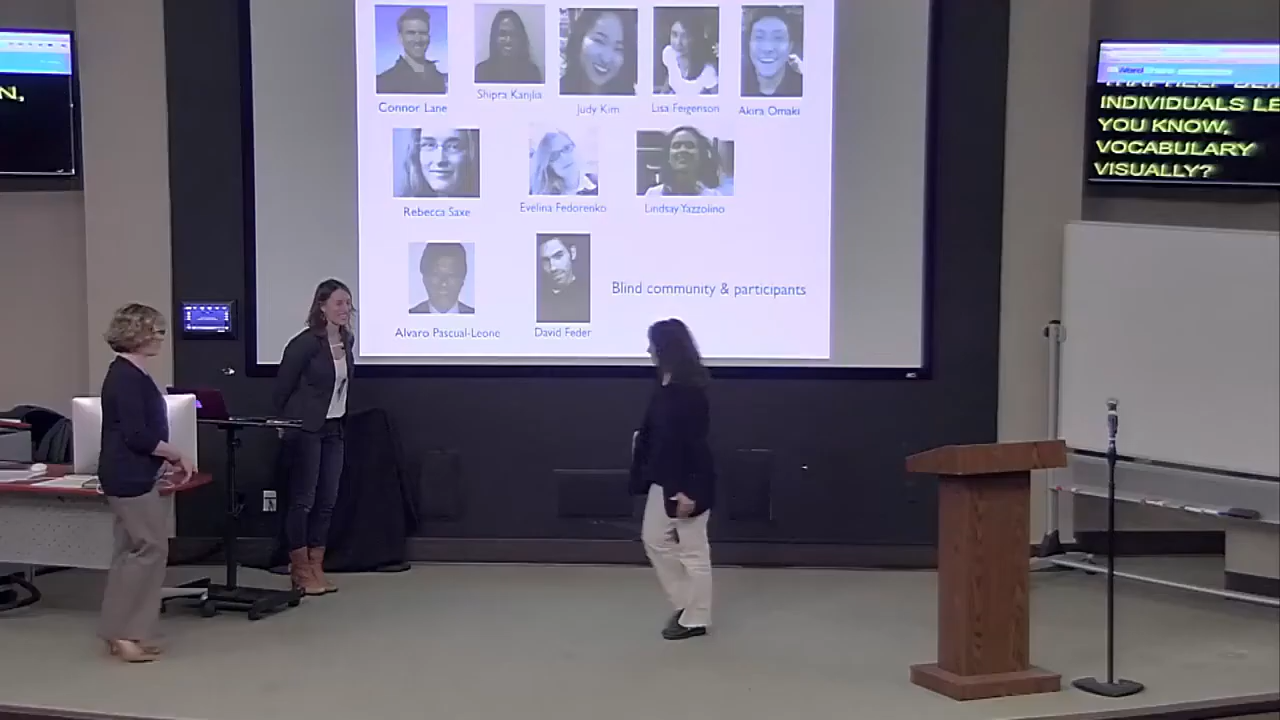 N,
Connor Lane
Shipra Kanjlia
Judy Kim
Lisa Feigenson
Akira Omaki
Rebecca Saxe
Evelina Fedorenko
Lindsay Yazzolino
Alvaro Pascual-Leone
David Feder
Blind community & participants
INDIVIDUALS LE
YOU KNOW,
VOCABULARY
VISUALLY?